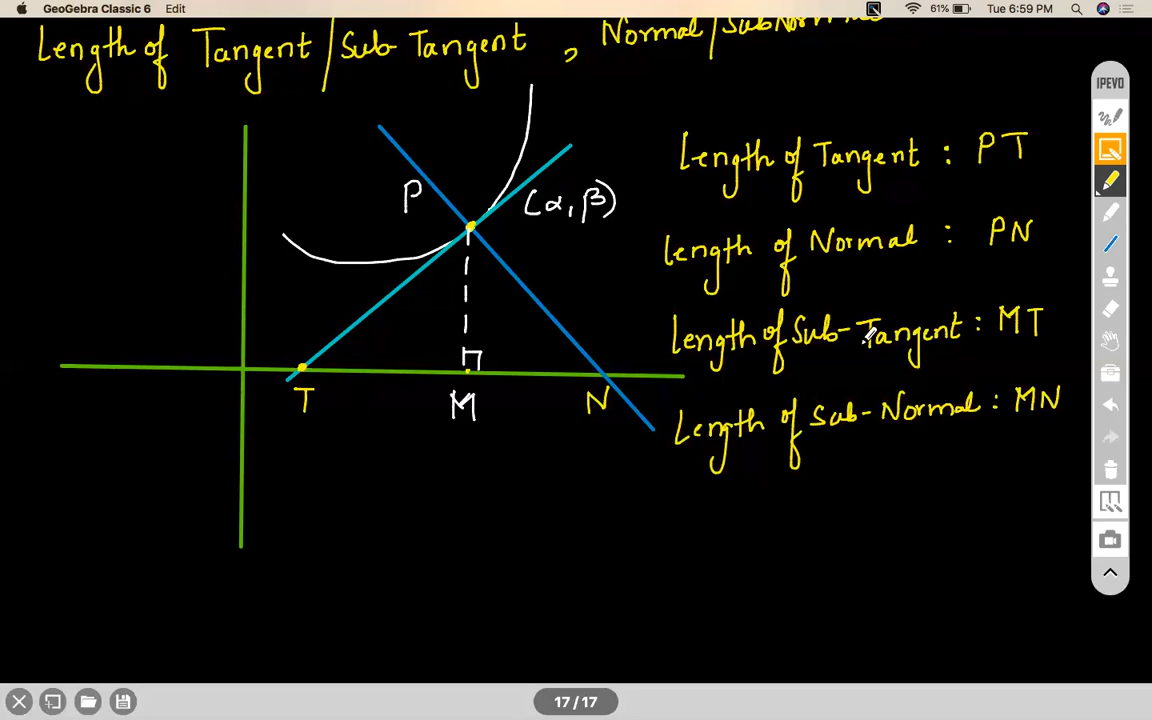 GeoGebra Classic 6 Edit 61% Tue 6:59 PM
Length of Tangent/Sub-Tangent , Normal/SubNormal
IPEVO
Length of Tangent : PT
P
(α, β)
Length of Normal : PN
Length of Sub-Tangent : MT
T
M
N
Length of Sub-Normal : MN
17 / 17